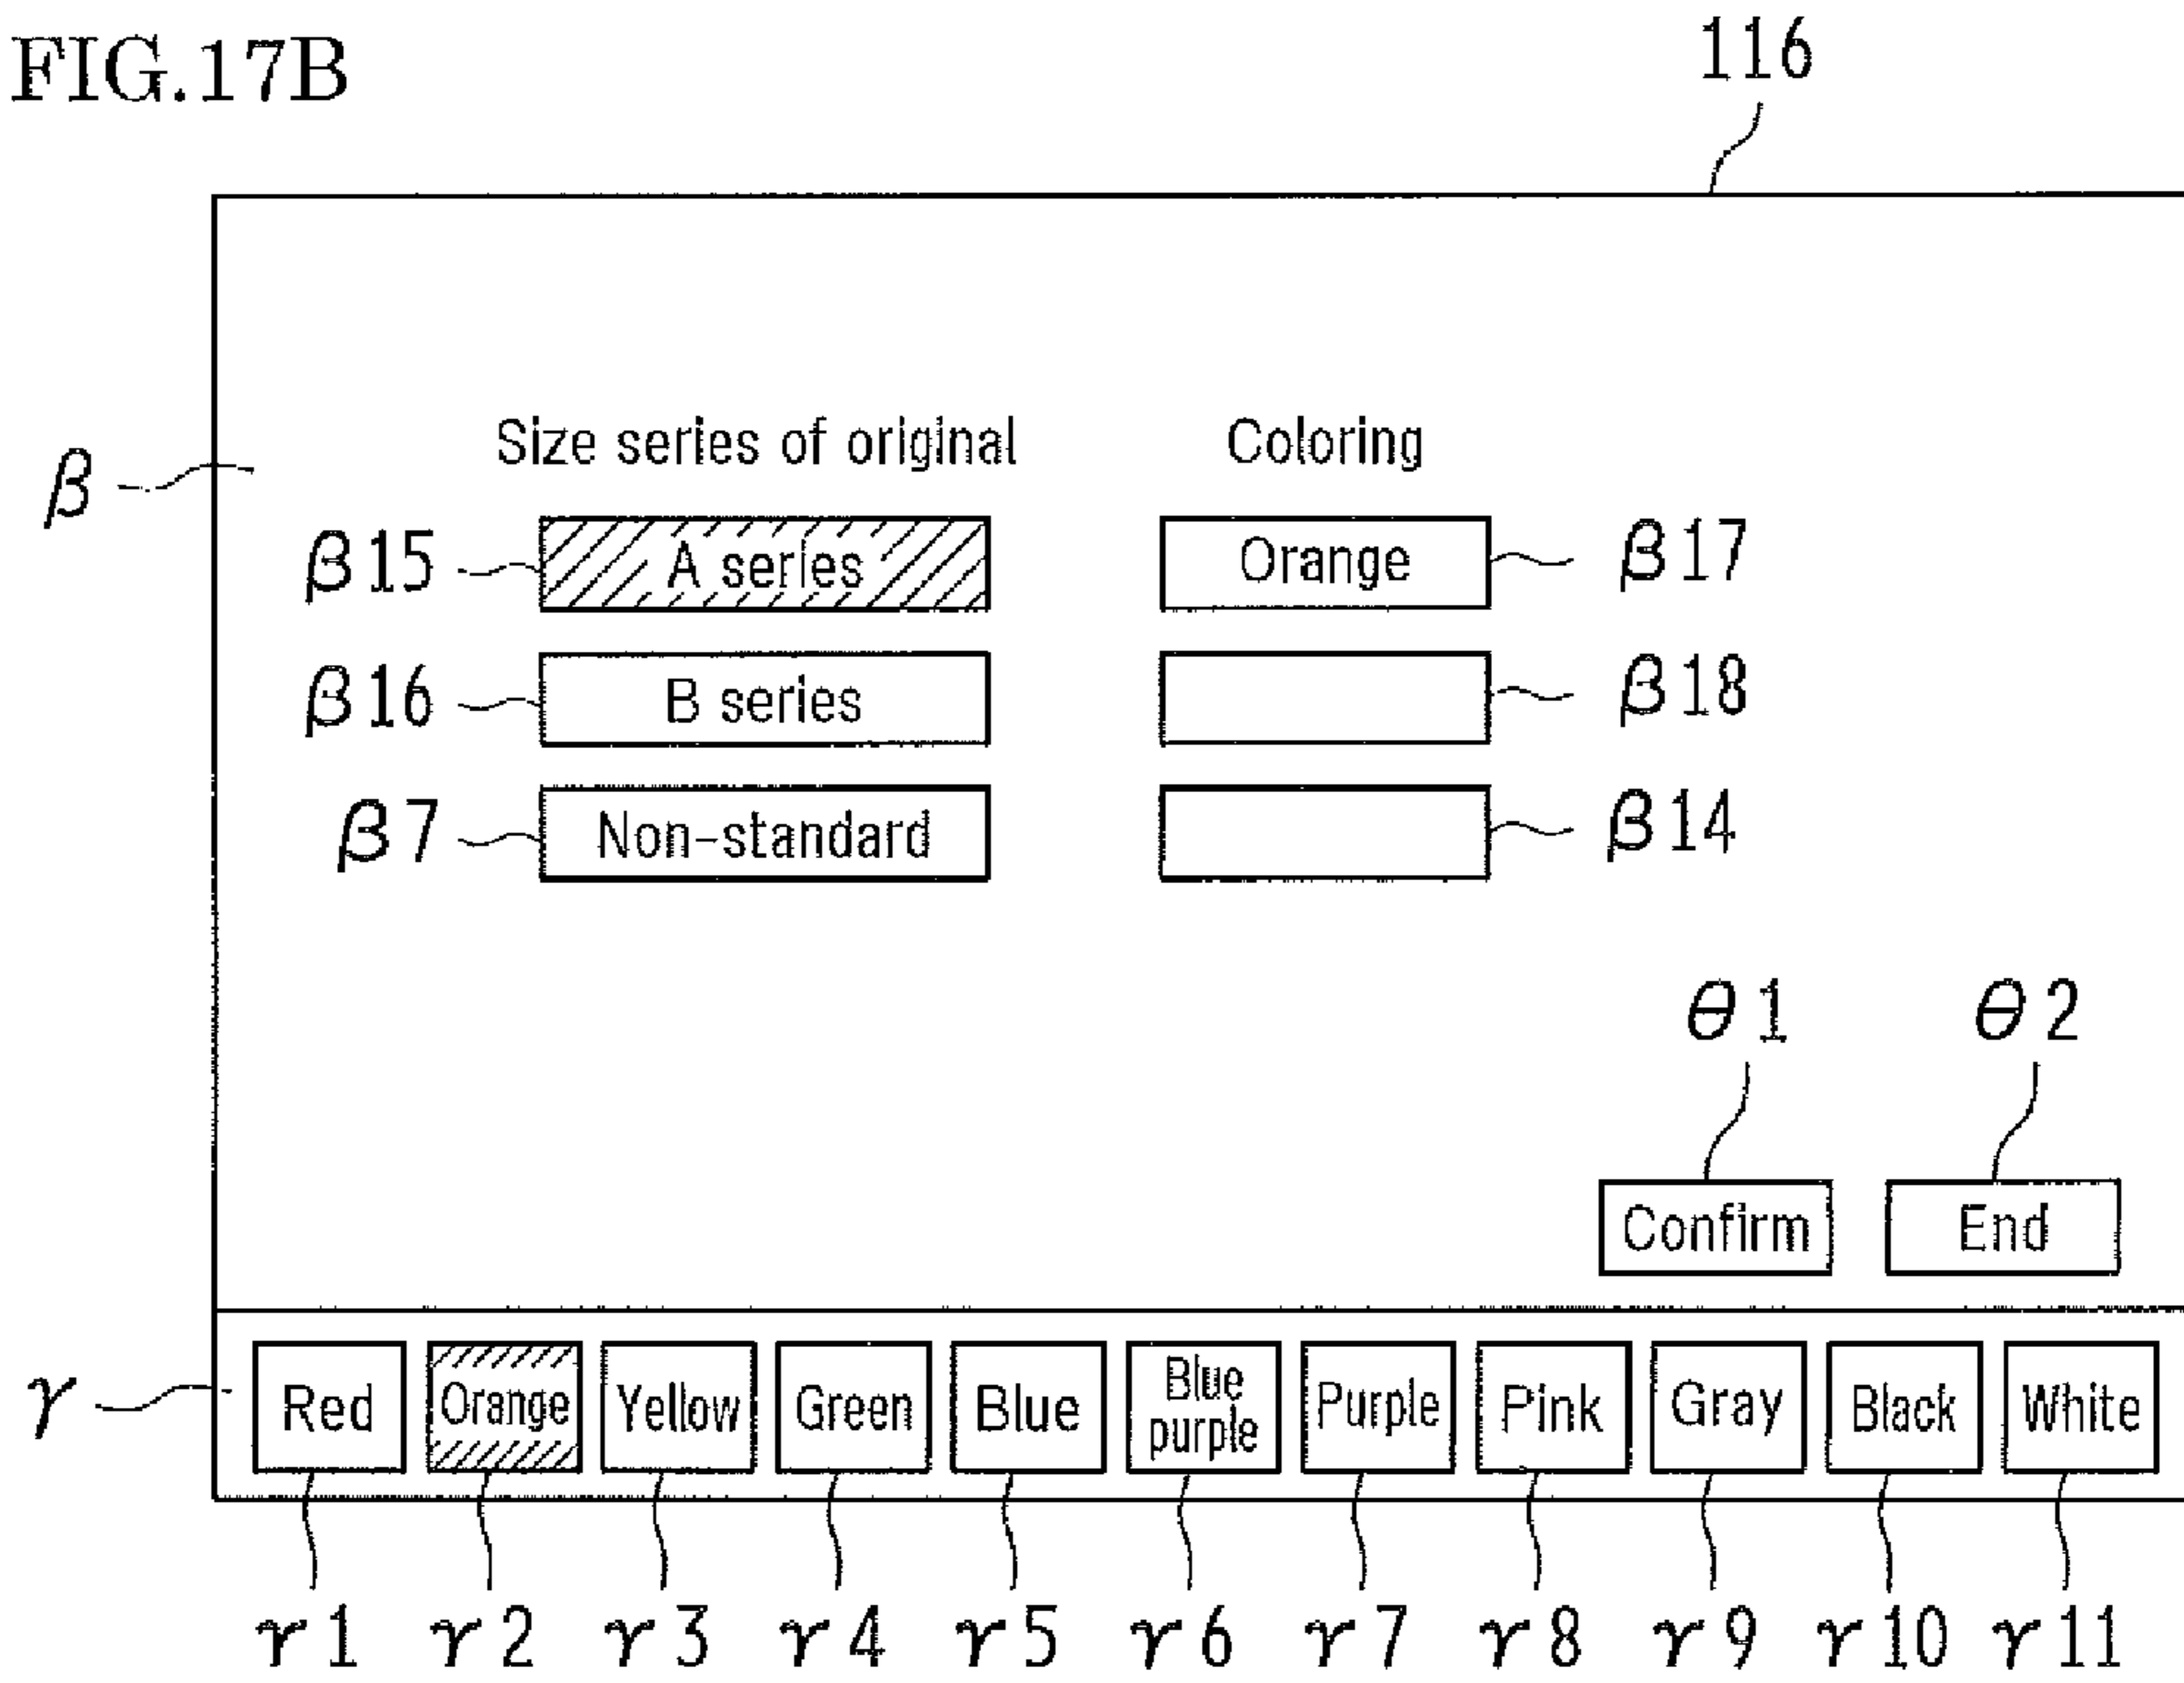 FIG.17B
116
Size series of original Coloring
β
β15 A series Orange β17
β16 B series β18
β7 Non-standard β14
θ1 θ2
Confirm End
γ
Red Orange Yellow Green Blue Blue purple Purple Pink Gray Black White
γ1 γ2 γ3 γ4 γ5 γ6 γ7 γ8 γ9 γ10 γ11